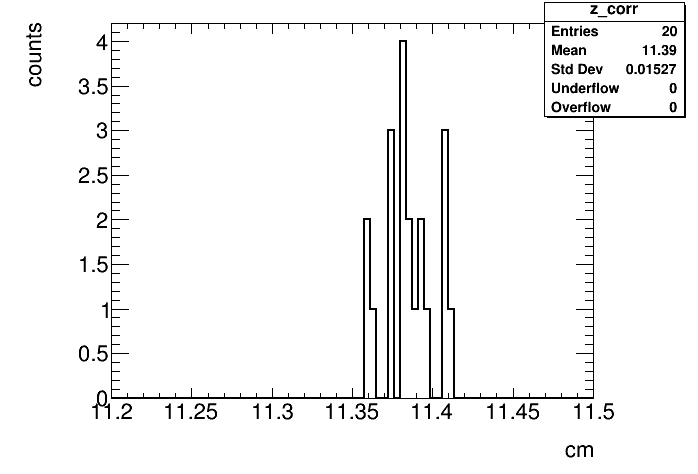 z_corr
Entries 20
Mean 11.39
Std Dev 0.01527
Underflow 0
Overflow 0
counts
4
3.5
3
2.5
2
1.5
1
0.5
0
11.2 11.25 11.3 11.35 11.4 11.45 11.5
cm